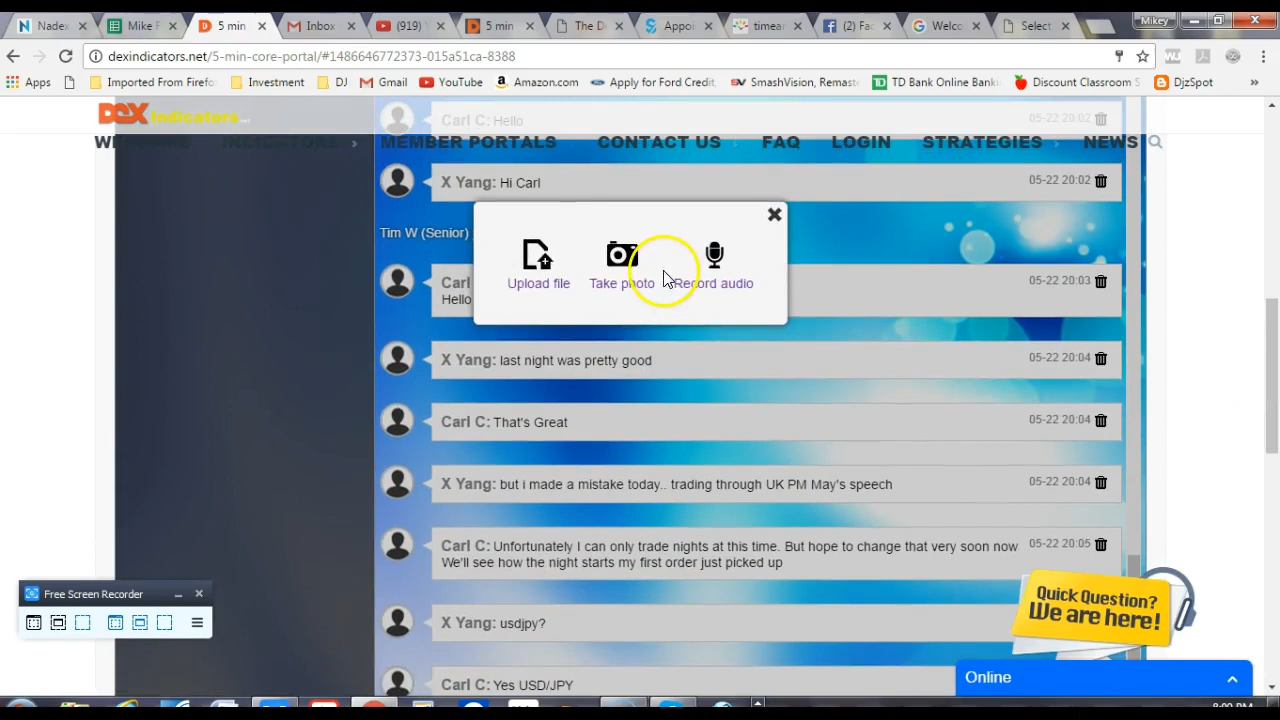 Nadex
Mike F
5 min
Inbox
(919)
5 min
The D
Appoi
timear
(2) Fac
Welco
Select
Mikey
dexindicators.net/5-min-core-portal/#1486646772373-015a51ca-8388
Apps
Imported From Firefo
Investment
DJ
Gmail
YouTube
Amazon.com
Apply for Ford Credit,
SmashVision, Remaste
TD Bank Online Banki
Discount Classroom S
DjzSpot
DEX Indicators.net
Carl C: Hello
05-22 20:02
INDICATORS
MEMBER PORTALS
CONTACT US
FAQ
LOGIN
STRATEGIES
NEWS
X Yang: Hi Carl
05-22 20:02
Tim W (Senior)
Carl
Hello
05-22 20:03
Upload file
Take photo
Record audio
X Yang: last night was pretty good
05-22 20:04
Carl C: That's Great
05-22 20:04
X Yang: but i made a mistake today.. trading through UK PM May's speech
05-22 20:04
Carl C: Unfortunately I can only trade nights at this time. But hope to change that very soon now
We'll see how the night starts my first order just picked up
05-22 20:05
X Yang: usdjpy?
Carl C: Yes USD/JPY
Free Screen Recorder
Quick Question?
We are here!
Online
8:00 PM